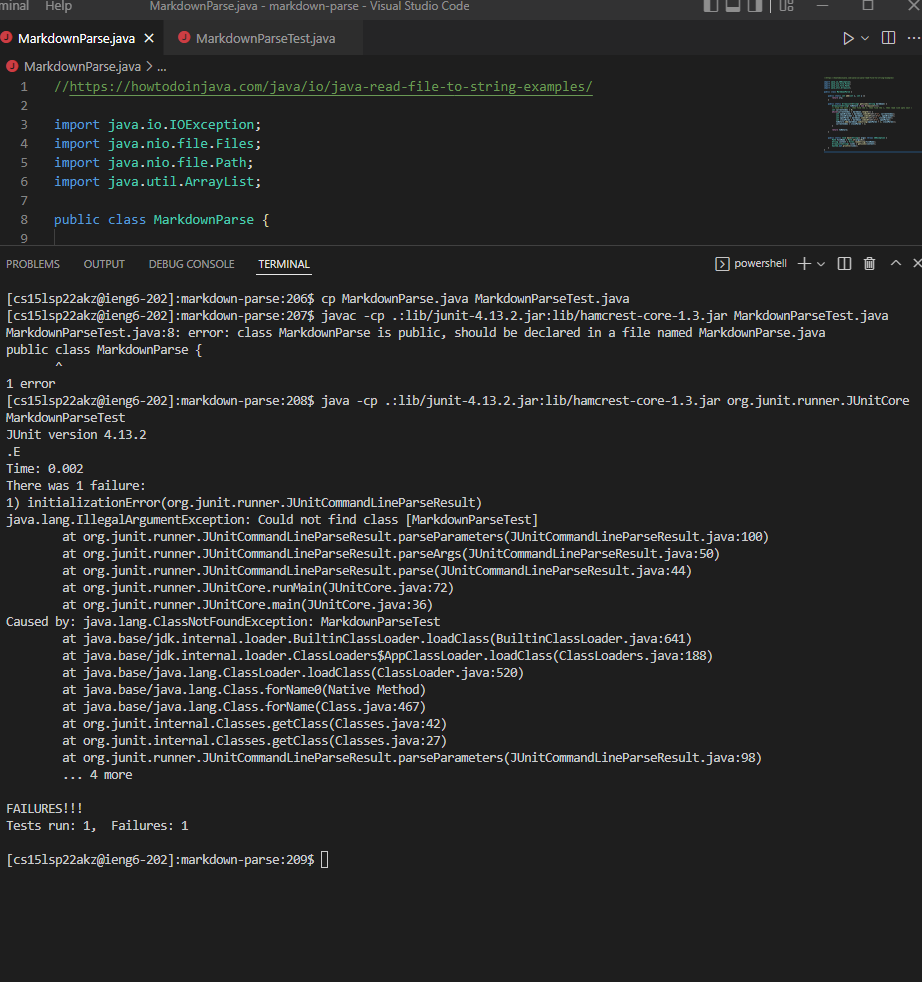 minal Help MarkdownParse.java - markdown-parse - Visual Studio Code
MarkdownParse.java MarkdownParseTest.java
MarkdownParse.java > ...
1 //https://howtodoinjava.com/java/io/java-read-file-to-string-examples/
2
3 import java.io.IOException;
4 import java.nio.file.Files;
5 import java.nio.file.Path;
6 import java.util.ArrayList;
7
8 public class MarkdownParse {
9
PROBLEMS OUTPUT DEBUG CONSOLE TERMINAL powershell
[cs15lsp22akz@ieng6-202]:markdown-parse:206$ cp MarkdownParse.java MarkdownParseTest.java
[cs15lsp22akz@ieng6-202]:markdown-parse:207$ javac -cp .:lib/junit-4.13.2.jar:lib/hamcrest-core-1.3.jar MarkdownParseTest.java
MarkdownParseTest.java:8: error: class MarkdownParse is public, should be declared in a file named MarkdownParse.java
public class MarkdownParse {
       ^
1 error
[cs15lsp22akz@ieng6-202]:markdown-parse:208$ java -cp .:lib/junit-4.13.2.jar:lib/hamcrest-core-1.3.jar org.junit.runner.JUnitCore
MarkdownParseTest
JUnit version 4.13.2
.E
Time: 0.002
There was 1 failure:
1) initializationError(org.junit.runner.JUnitCommandLineParseResult)
java.lang.IllegalArgumentException: Could not find class [MarkdownParseTest]
        at org.junit.runner.JUnitCommandLineParseResult.parseParameters(JUnitCommandLineParseResult.java:100)
        at org.junit.runner.JUnitCommandLineParseResult.parseArgs(JUnitCommandLineParseResult.java:50)
        at org.junit.runner.JUnitCommandLineParseResult.parse(JUnitCommandLineParseResult.java:44)
        at org.junit.runner.JUnitCore.runMain(JUnitCore.java:72)
        at org.junit.runner.JUnitCore.main(JUnitCore.java:36)
Caused by: java.lang.ClassNotFoundException: MarkdownParseTest
        at java.base/jdk.internal.loader.BuiltinClassLoader.loadClass(BuiltinClassLoader.java:641)
        at java.base/jdk.internal.loader.ClassLoaders$AppClassLoader.loadClass(ClassLoaders.java:188)
        at java.base/java.lang.ClassLoader.loadClass(ClassLoader.java:520)
        at java.base/java.lang.Class.forName0(Native Method)
        at java.base/java.lang.Class.forName(Class.java:467)
        at org.junit.internal.Classes.getClass(Classes.java:42)
        at org.junit.internal.Classes.getClass(Classes.java:27)
        at org.junit.runner.JUnitCommandLineParseResult.parseParameters(JUnitCommandLineParseResult.java:98)
        ... 4 more
FAILURES!!!
Tests run: 1,  Failures: 1
[cs15lsp22akz@ieng6-202]:markdown-parse:209$